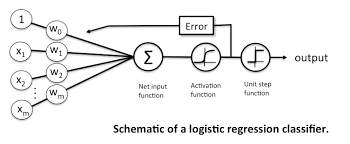 1
w0
x1
w1
x2
w2
⋮
⋮
xm
wm
Error
Σ
output
Net input function
Activation function
Unit step function
Schematic of a logistic regression classifier.